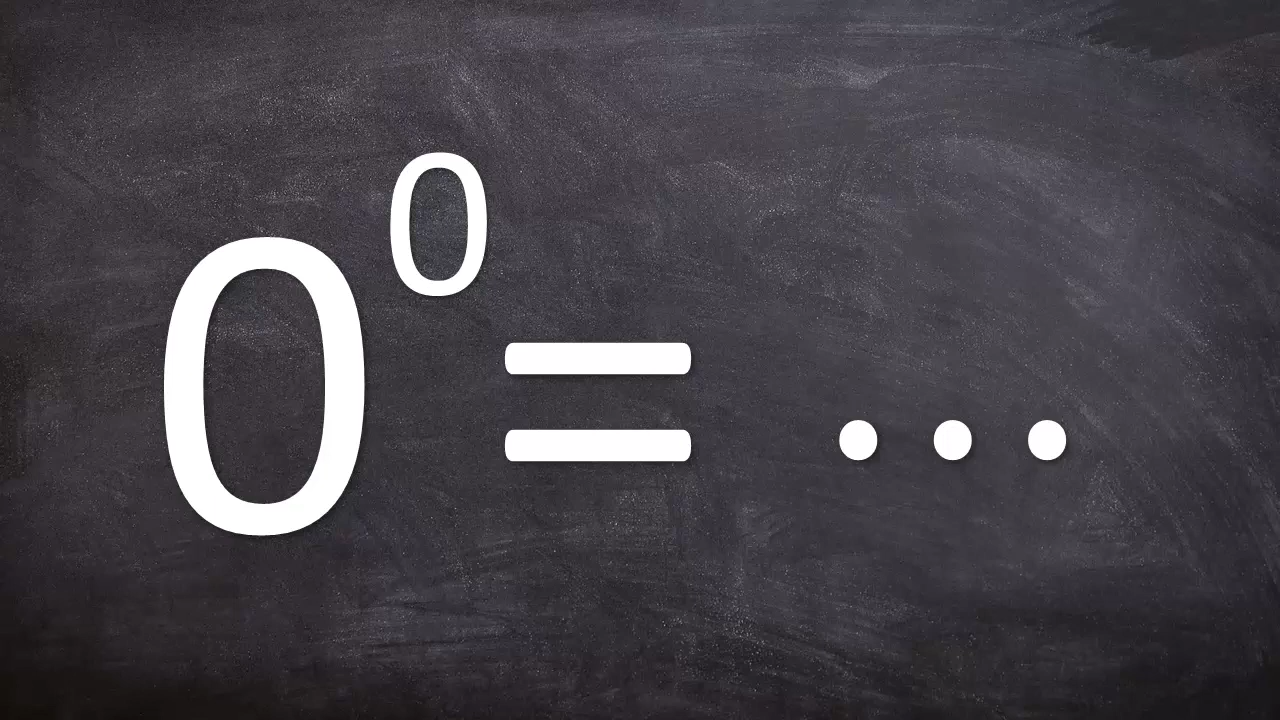 0⁰ = ...